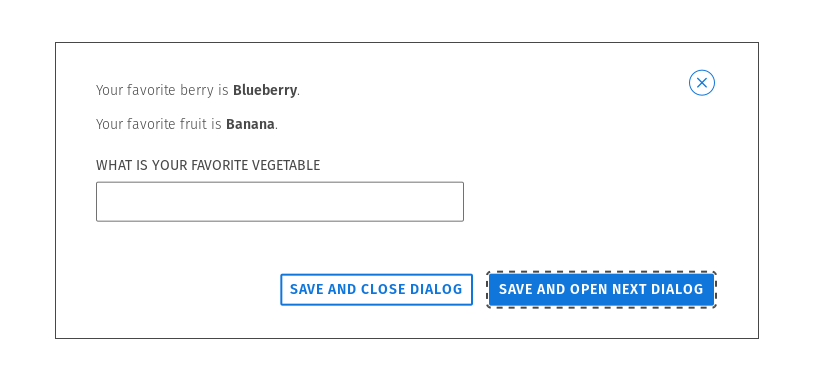 Your favorite berry is Blueberry.
Your favorite fruit is Banana.
WHAT IS YOUR FAVORITE VEGETABLE
SAVE AND CLOSE DIALOG
SAVE AND OPEN NEXT DIALOG